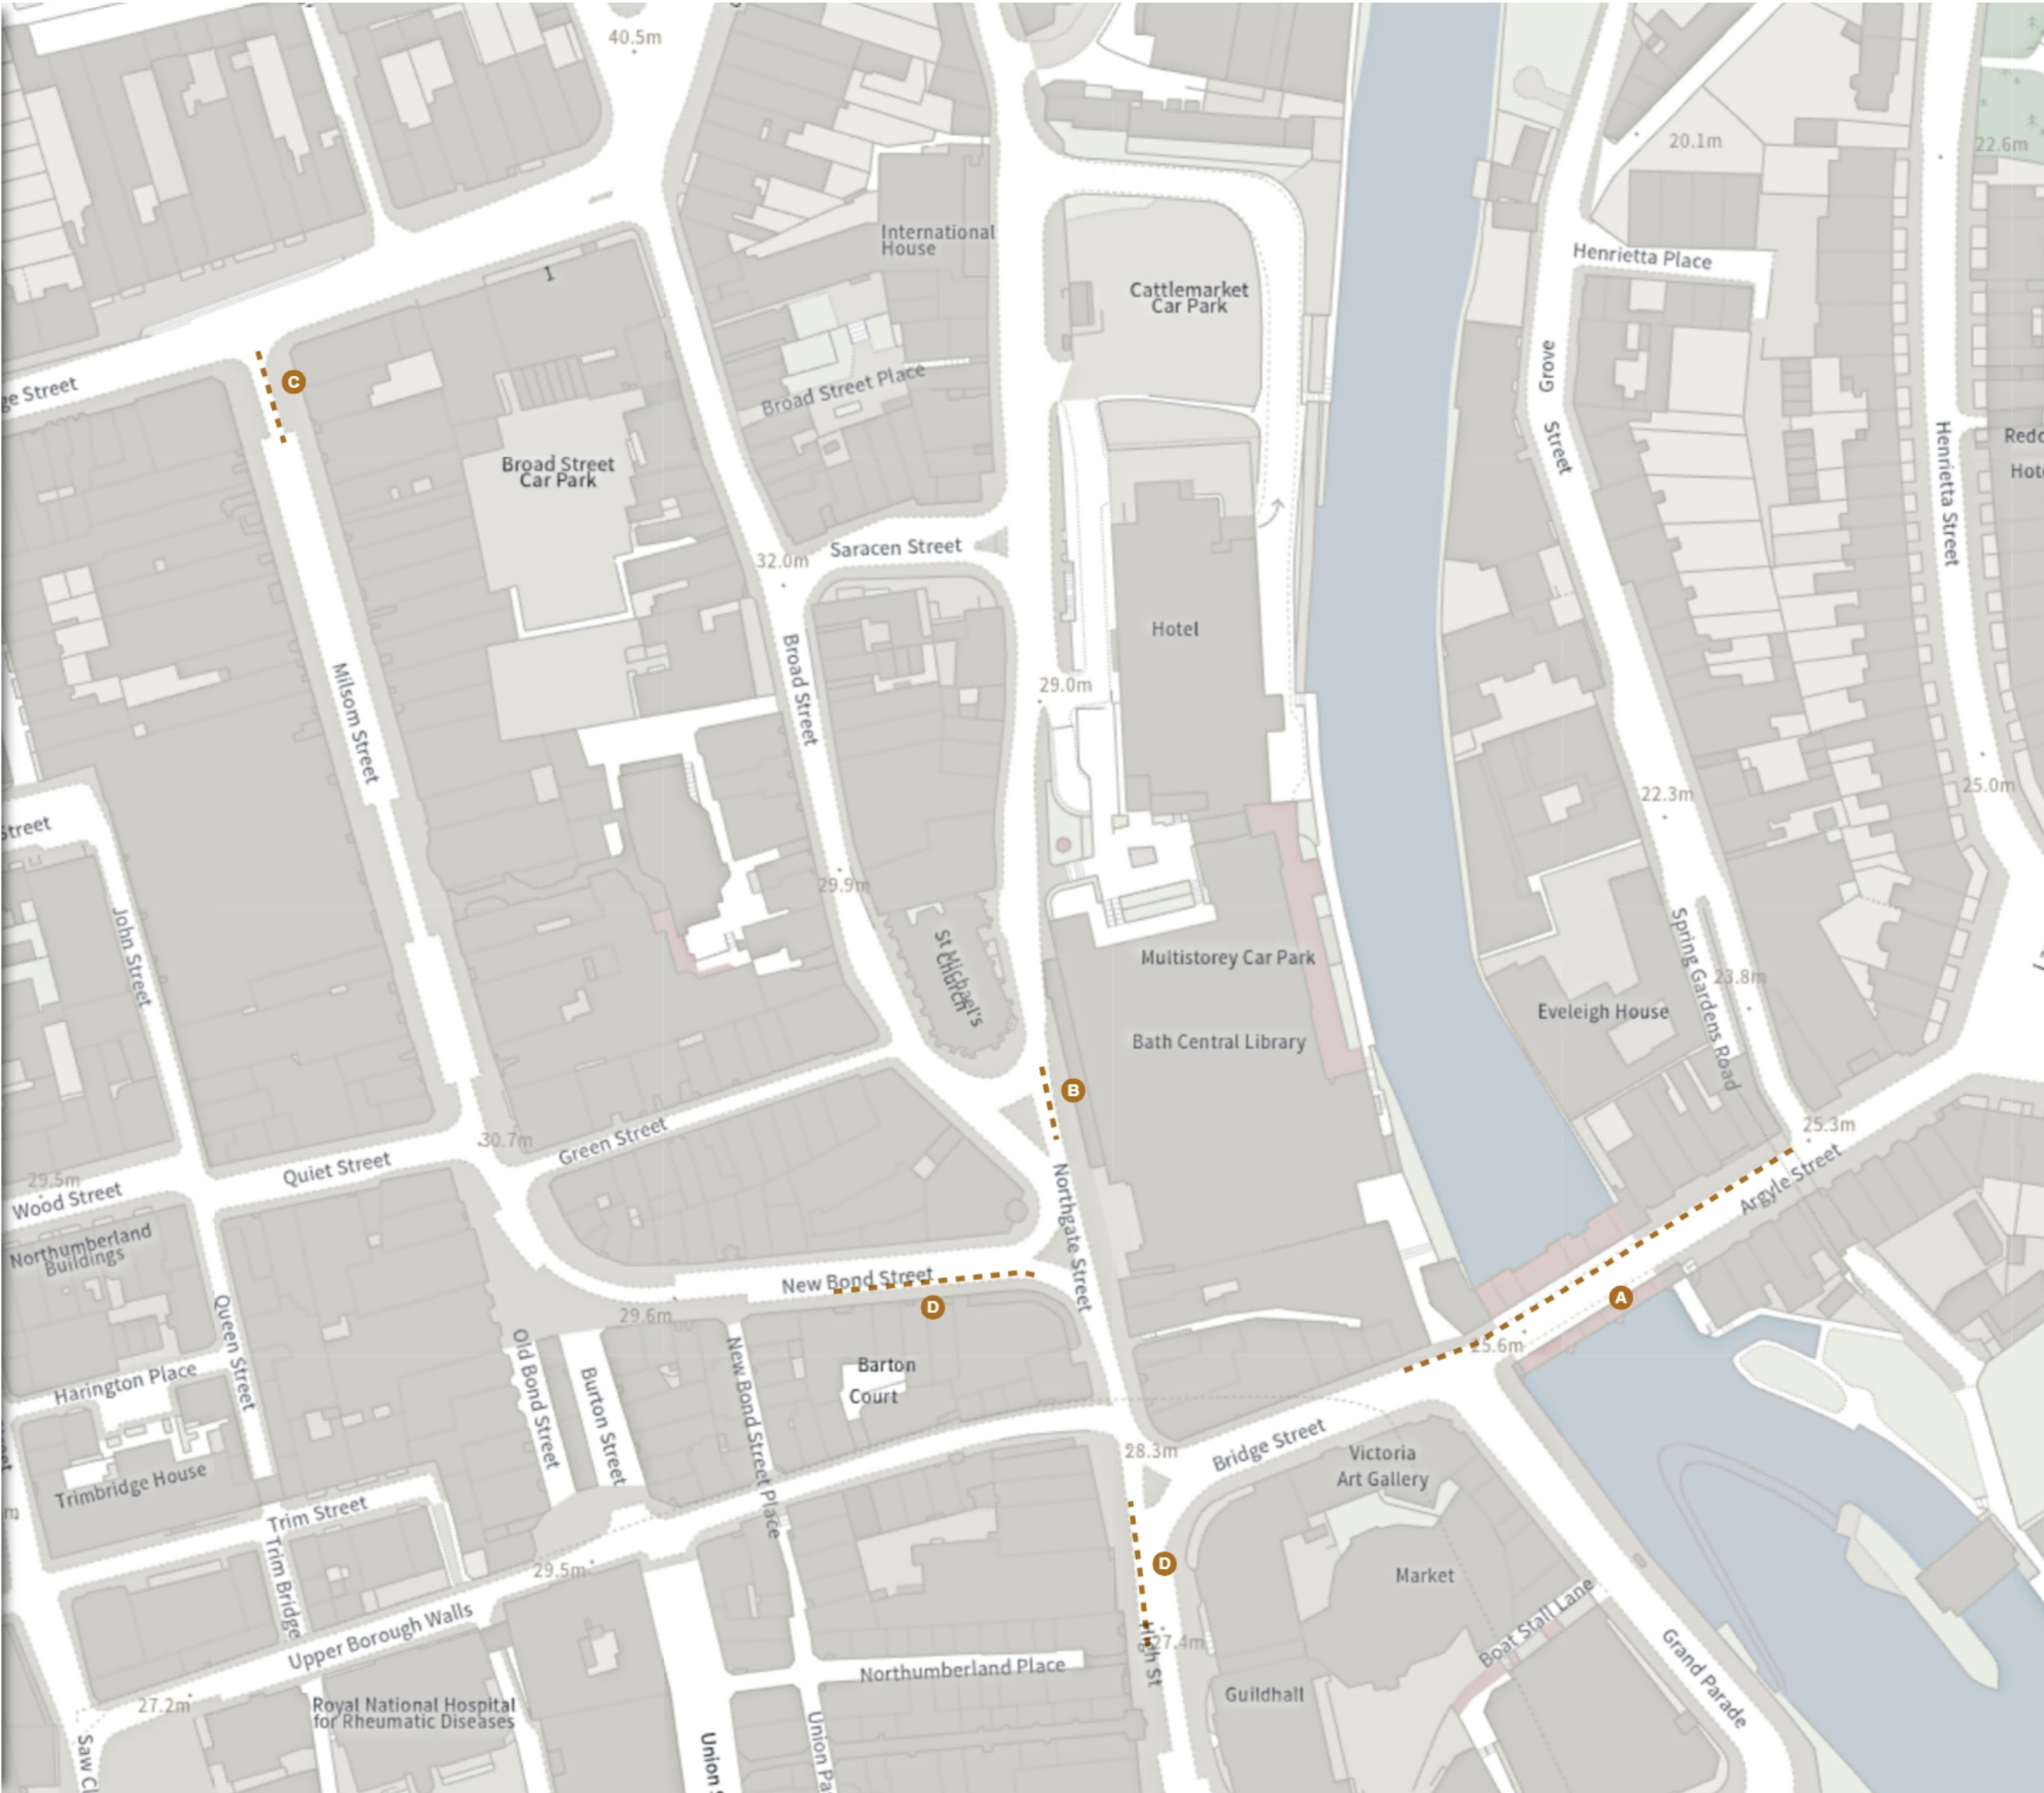 40.5m
20.1m
22.6m
International
House
Henrietta Place
1
Cattlemarket
Car Park
Grove
Street
ge Street
C
Broad Street Place
Henrietta Street
Broad Street
Car Park
Saracen Street
32.0m
Hotel
Milsom Street
Broad Street
29.0m
22.3m
25.0m
Street
29.9m
John Street
St Michael's
Church
Multistorey Car Park
Spring Gardens Road
23.8m
Eveleigh House
Bath Central Library
B
25.3m
30.7m
Green Street
Quiet Street
29.5m
Wood Street
Argyle Street
Northgate Street
Northumberland
Buildings
New Bond Street
D
A
29.6m
25.6m
Queen Street
Old Bond Street
Burton Street
New Bond Street Place
Barton
Court
Harington Place
28.3m
Bridge Street
Victoria
Art Gallery
Trimbridge House
Trim Street
Trim Bridge
29.5m
D
Market
Boat Stall Lane
Upper Borough Walls
High St
27.4m
Northumberland Place
Grand Parade
27.2m
Royal National Hospital
for Rheumatic Diseases
Guildhall
Saw Cl
Union S
Union Pa